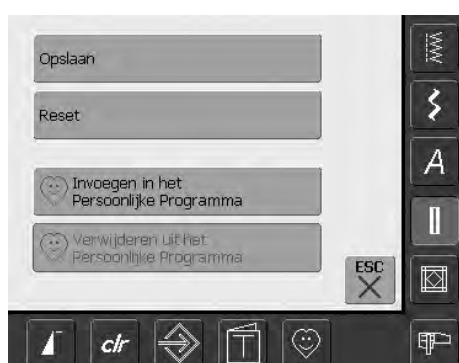 Opslaan
Reset
Invoegen in het
Persoonlijke Programma
Verwijderen uit het
Persoonlijke Programma
ESC
A
clr